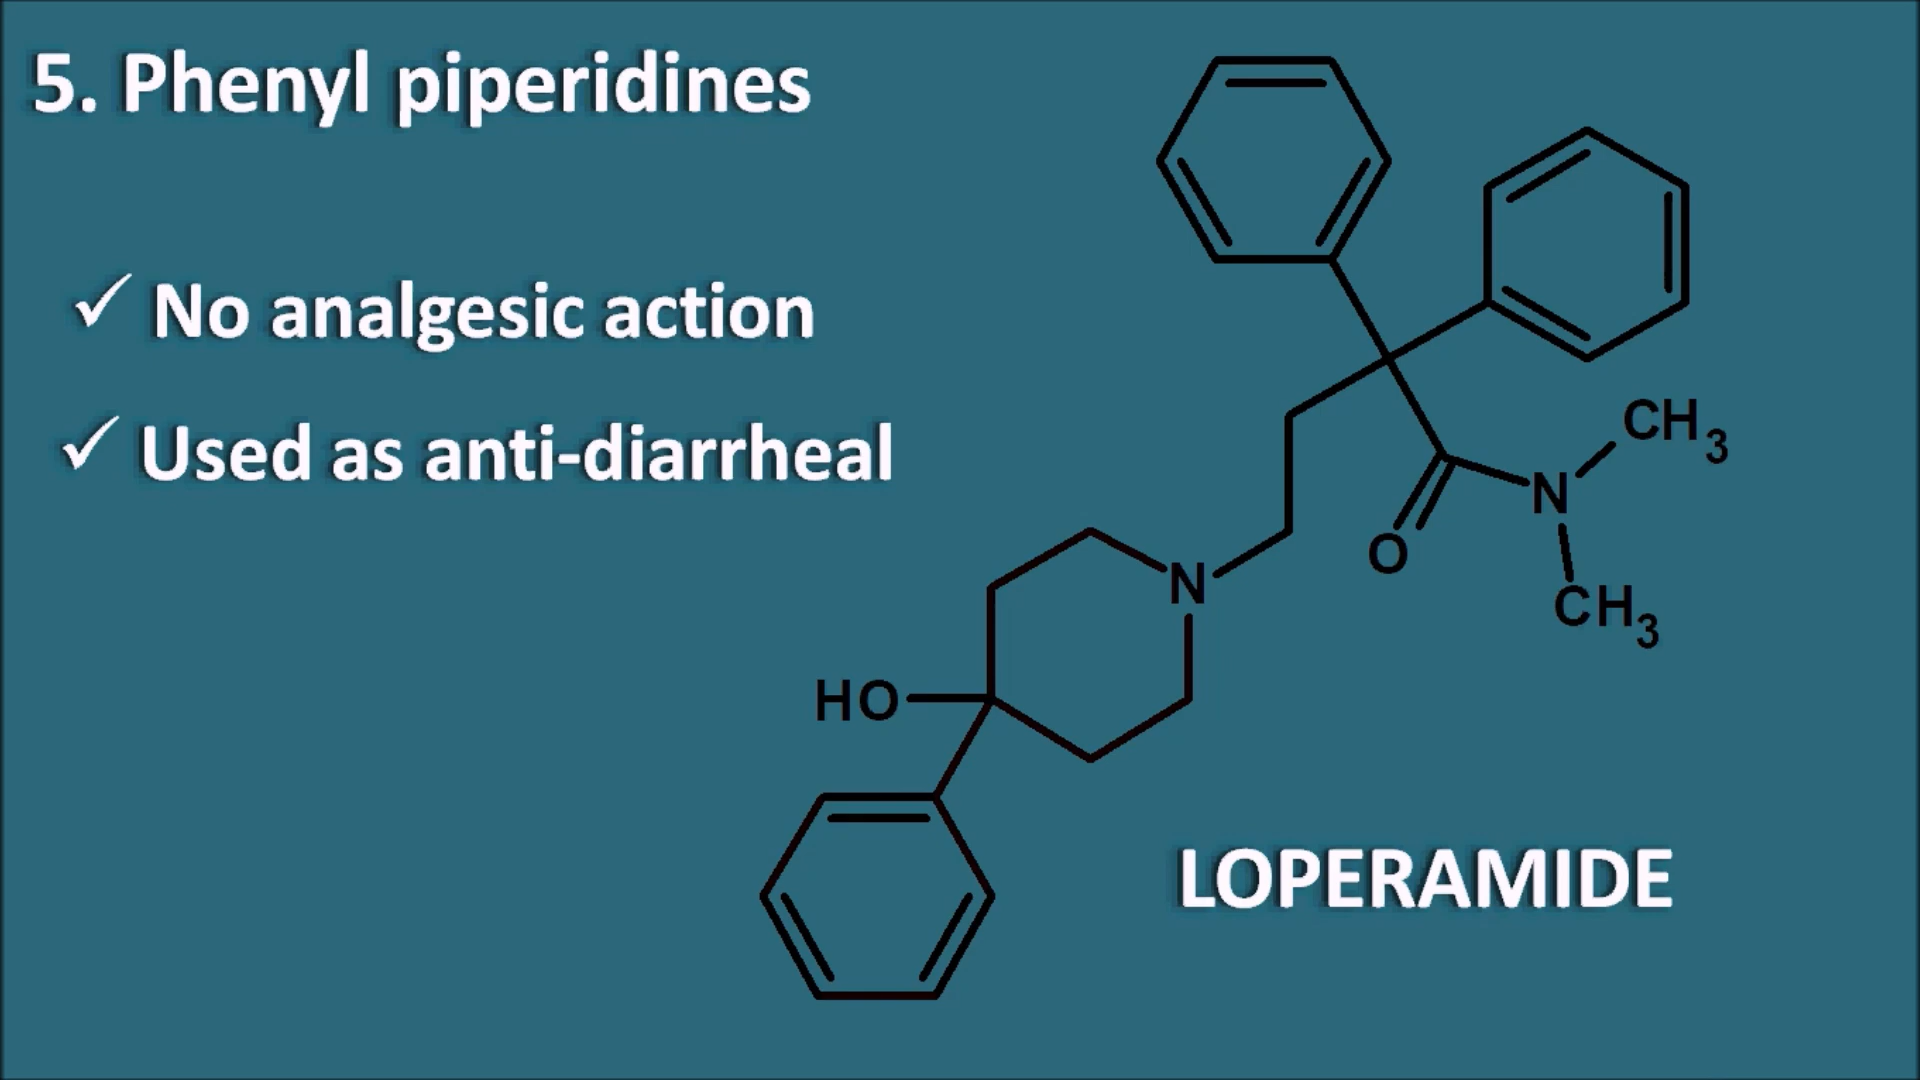 5. Phenyl piperidines
✓ No analgesic action
✓ Used as anti-diarrheal
CH3
N
O
CH3
N
HO
LOPERAMIDE